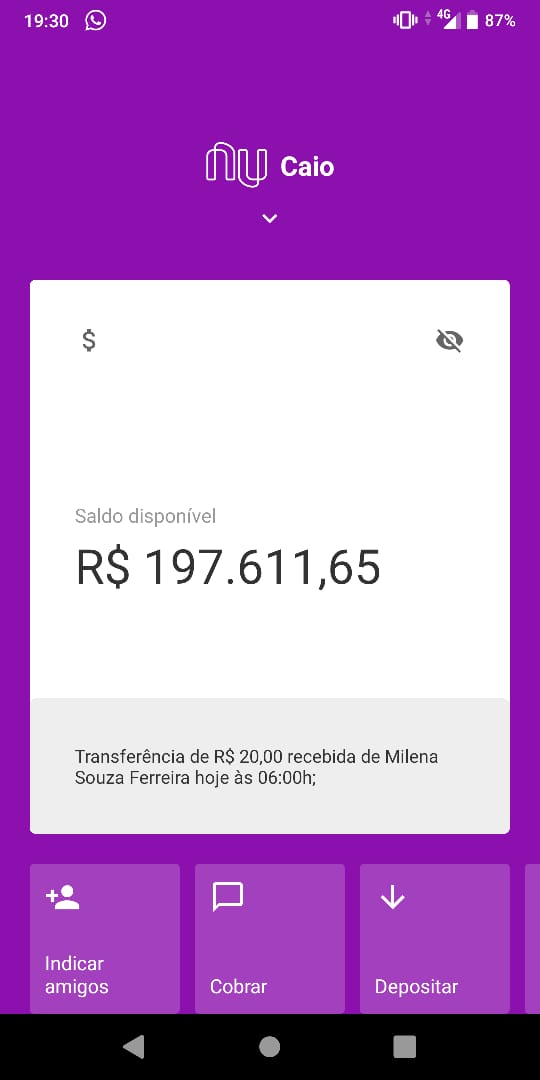 19:30
4G
87%
nu Caio
$
Saldo disponível
R$ 197.611,65
Transferência de R$ 20,00 recebida de Milena
Souza Ferreira hoje às 06:00h;
Indicar
amigos
Cobrar
Depositar